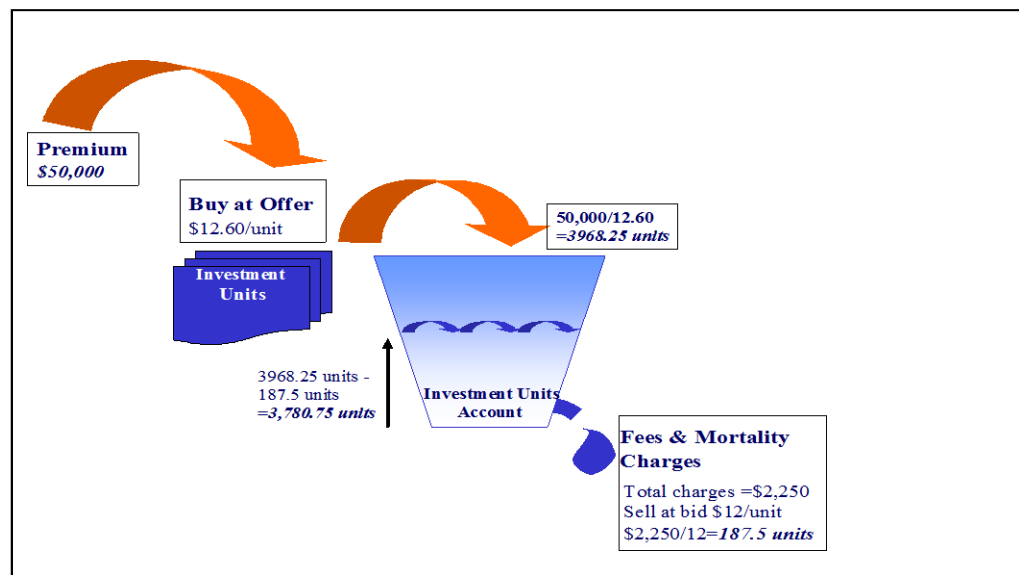 Premium
$50,000
Buy at Offer
$12.60/unit
50,000/12.60
=3968.25 units
Investment
Units
3968.25 units -
187.5 units
=3,780.75 units
Investment Units
Account
Fees & Mortality
Charges
Total charges =$2,250
Sell at bid $12/unit
$2,250/12=187.5 units